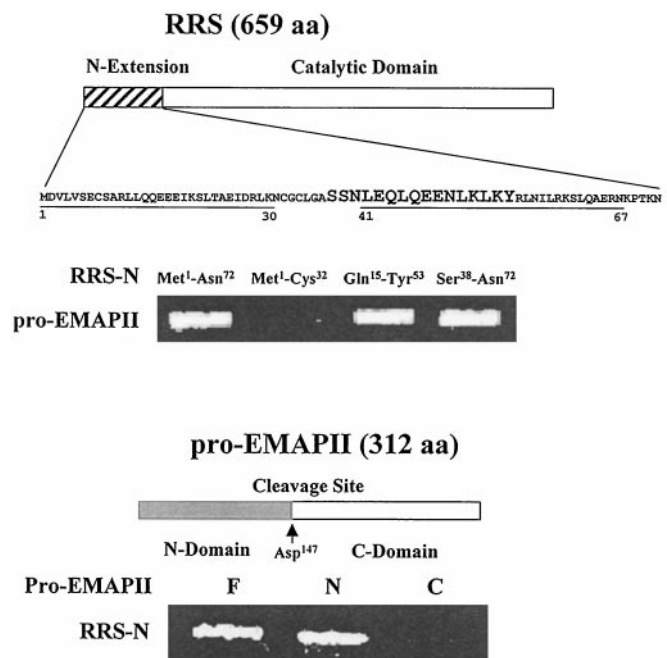 RRS (659 aa)
N-Extension Catalytic Domain
MDVLVSECSARLLQQEEEIKSLTAEIDRLKNCGCLGASSNLEQLQEENLKLKYRLNILRKSLQAERNKPTKN
1 30 41 67
RRS-N Met1-Asn72 Met1-Cys32 Gln15-Tyr53 Ser38-Asn72
pro-EMAPII
pro-EMAPII (312 aa)
Cleavage Site
N-Domain Asp147 C-Domain
Pro-EMAPII F N C
RRS-N